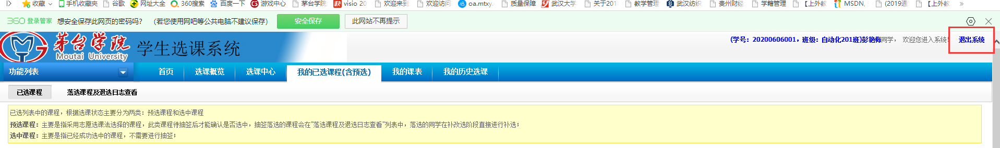 收藏 手机收藏夹 谷歌 网址大全 360搜索 百度一下 游戏中心 茅台学院 visio 20 欢迎来到 欢迎访问 oa.mtxy. 质量保障 武汉大学 关于201 教学管理 武汉纺织 贵州财经 学籍管理 【上外教 MSDN, (2019通 【上外教 »
360 登录管家 想安全保存此网页的密码吗? (若您使用网吧等公共电脑不建议保存) 安全保存 此网站不再提示
茅台学院 Moutai University 学生选课系统 (学号：20200606001，班级：自动化201班)彭艳梅同学， 欢迎您进入系统! 退出系统
功能列表 首页 选课概览 选课中心 我的已选课程(含预选) 我的课表 我的历史选课
已选课程 落选课程及退选日志查看
已选列表中的课程，根据选课状态主要分为两类：预选课程和选中课程
预选课程：主要是指采用志愿选课法选择的课程，此类课程待抽签后才能确认是否选中，抽签落选的课程会在"落选课程及退选日志查看"列表中，落选的同学在补改选阶段直接进行补选；
选中课程：主要是指已经成功选中的课程，不需要进行抽签；